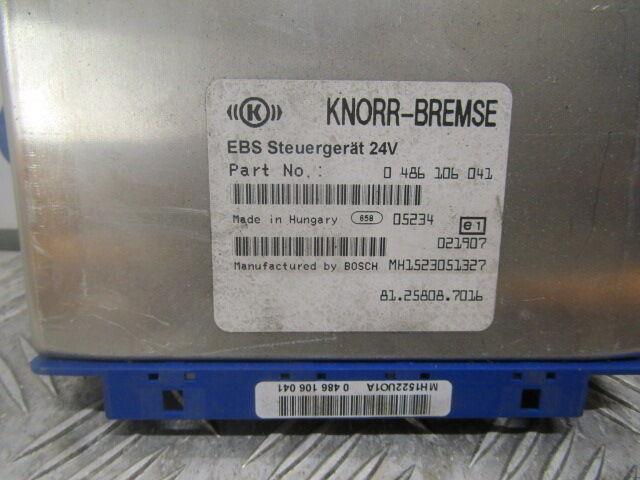 K KNORR-BREMSE
EBS Steuergerät 24V
Part No.: 0 486 106 041
Made in Hungary 658 05234 e1
021907
Manufactured by BOSCH MH1523051327
81.25808.7016
MH1522U01A 0 486 106 041